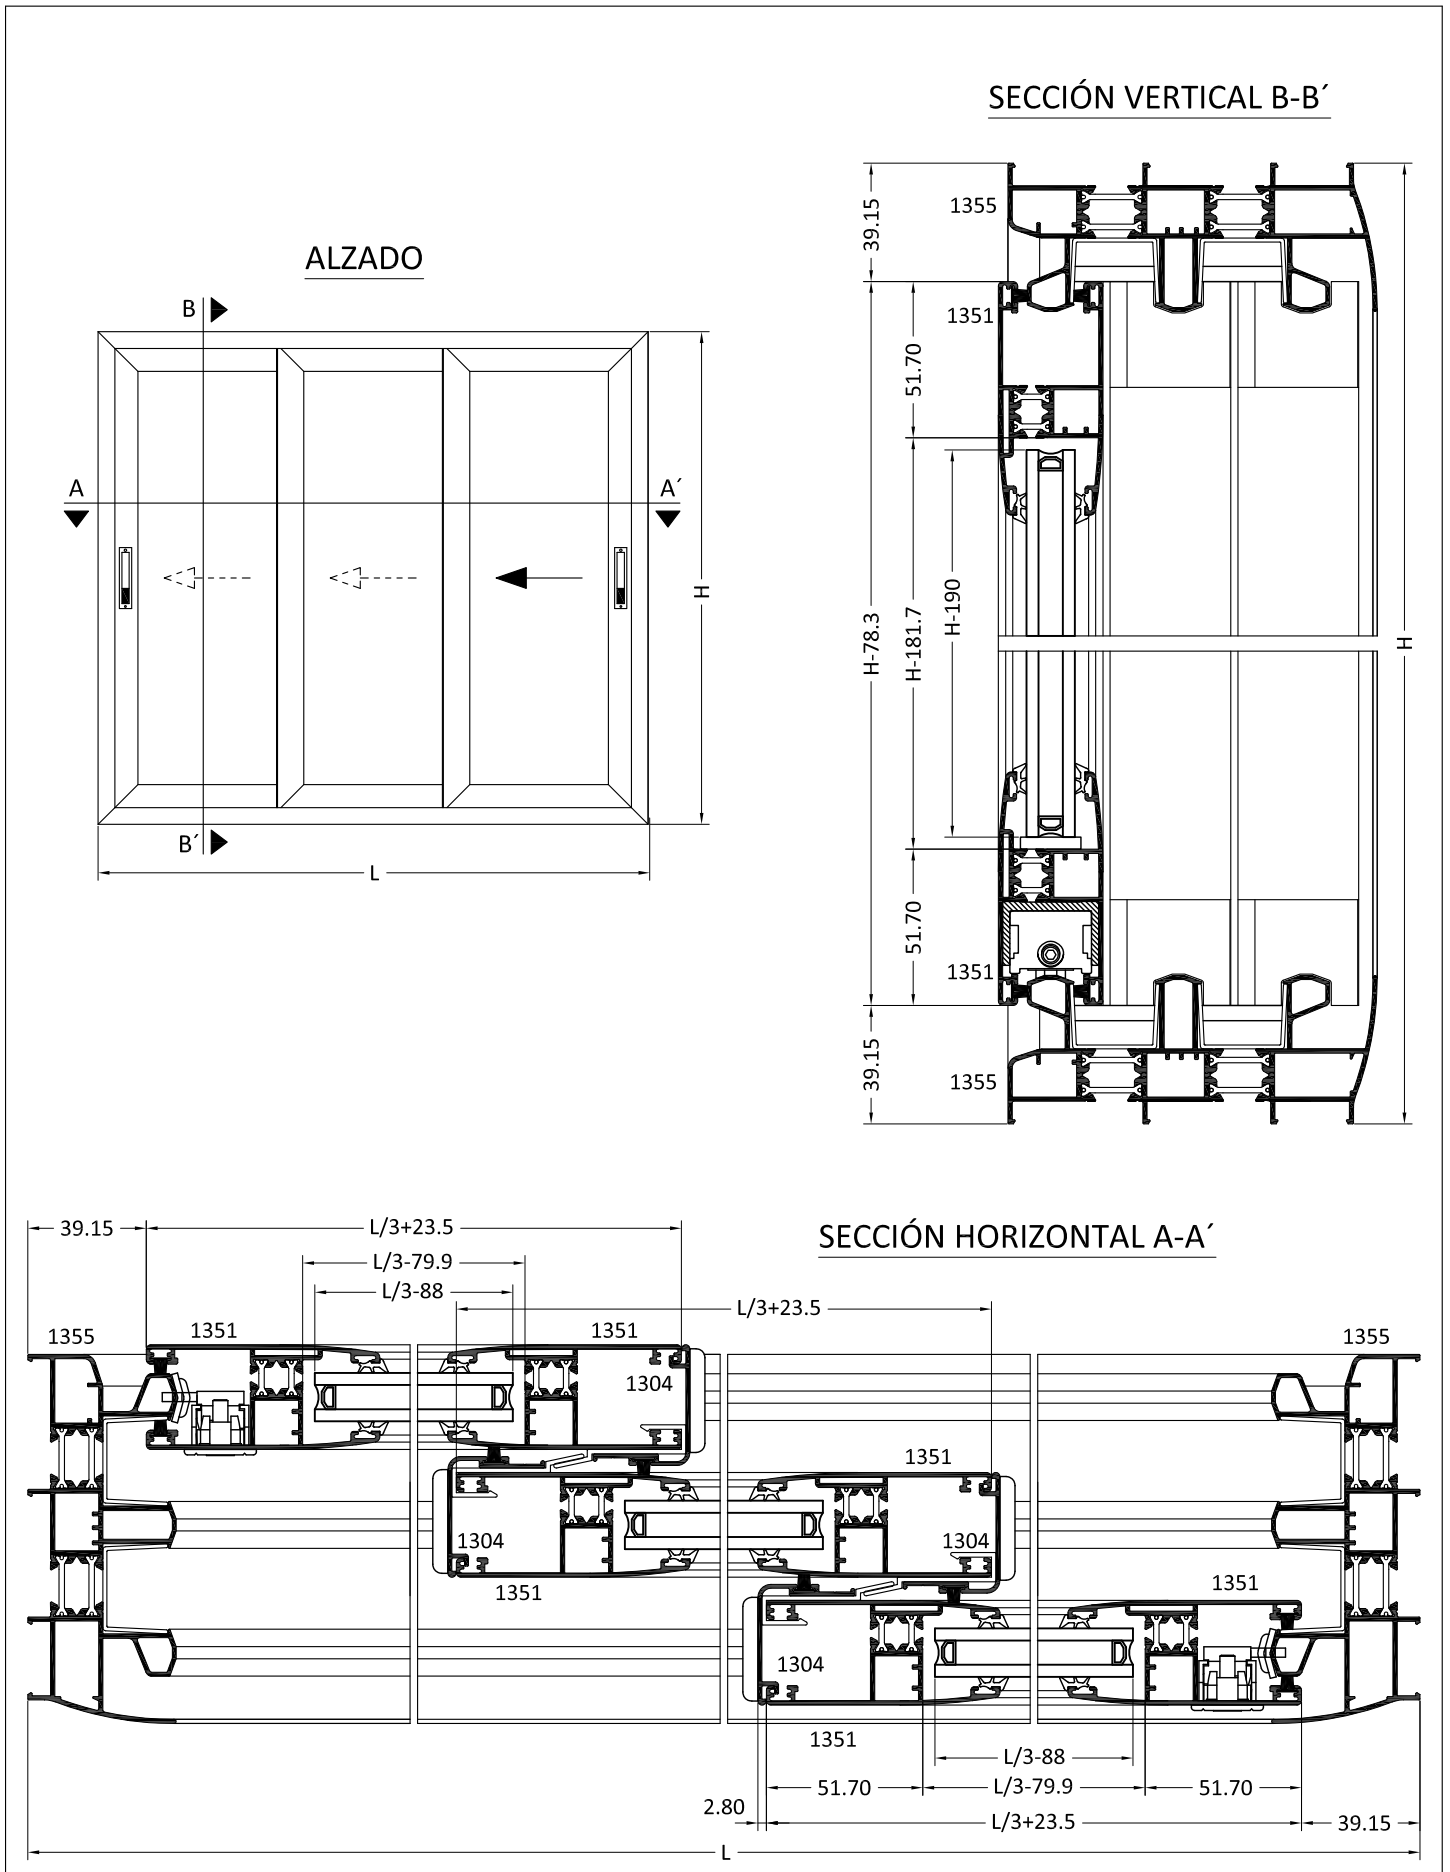 SECCIÓN VERTICAL B-B´
39.15
1355
ALZADO
B
1351
51.70
A
A´
H
H-190
H-181.7
H-78.3
H
B´
L
51.70
1351
39.15
1355
39.15
L/3+23.5
SECCIÓN HORIZONTAL A-A´
L/3-79.9
L/3-88
L/3+23.5
1355
1351
1351
1355
1304
1351
1304
1304
1351
1351
1304
1351
L/3-88
51.70
L/3-79.9
51.70
2.80
L/3+23.5
39.15
L